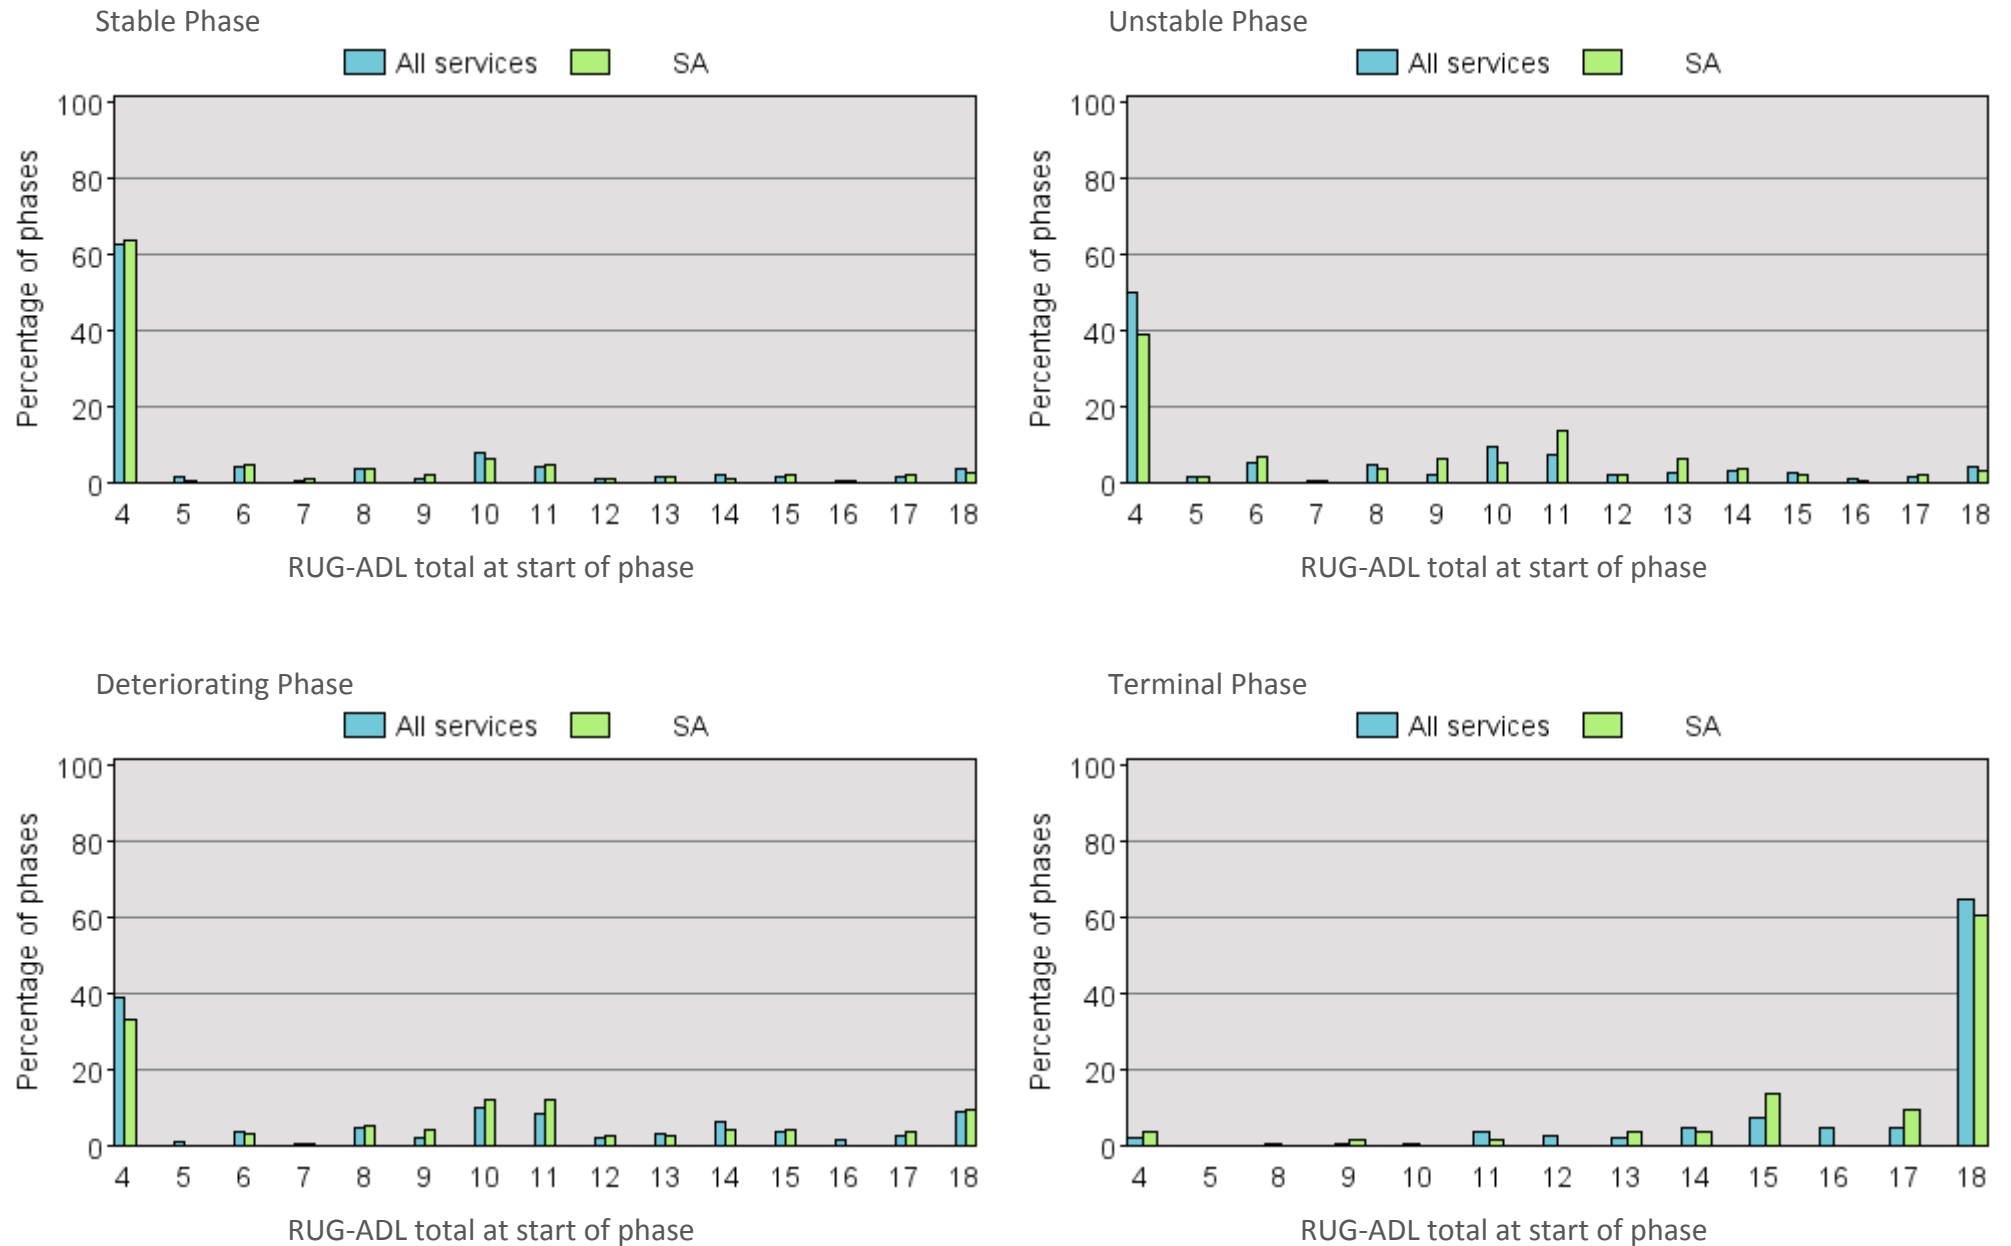 Stable Phase
All services SA
Percentage of phases
100
80
60
40
20
0
4 5 6 7 8 9 10 11 12 13 14 15 16 17 18
RUG-ADL total at start of phase
Unstable Phase
All services SA
Percentage of phases
100
80
60
40
20
0
4 5 6 7 8 9 10 11 12 13 14 15 16 17 18
RUG-ADL total at start of phase
Deteriorating Phase
All services SA
Percentage of phases
100
80
60
40
20
0
4 5 6 7 8 9 10 11 12 13 14 15 16 17 18
RUG-ADL total at start of phase
Terminal Phase
All services SA
Percentage of phases
100
80
60
40
20
0
4 5 8 9 10 11 12 13 14 15 16 17 18
RUG-ADL total at start of phase